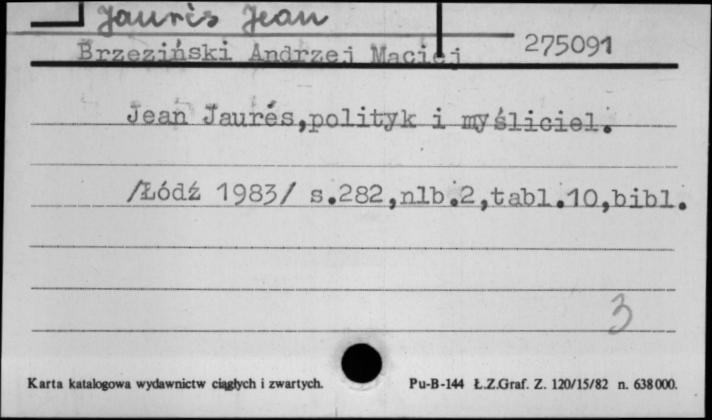 Jaurès Jean
Brzeziński Andrzej Maciej
275091
Jean Jaurés,polityk i myśliciel.
/Łódź 1983/ s.282,nlb.2,tabl.10,bibl.
3
Karta katalogowa wydawnictw ciągłych i zwartych.
Pu-B-144 Ł.Z.Graf. Z. 120/15/82 n. 638000.